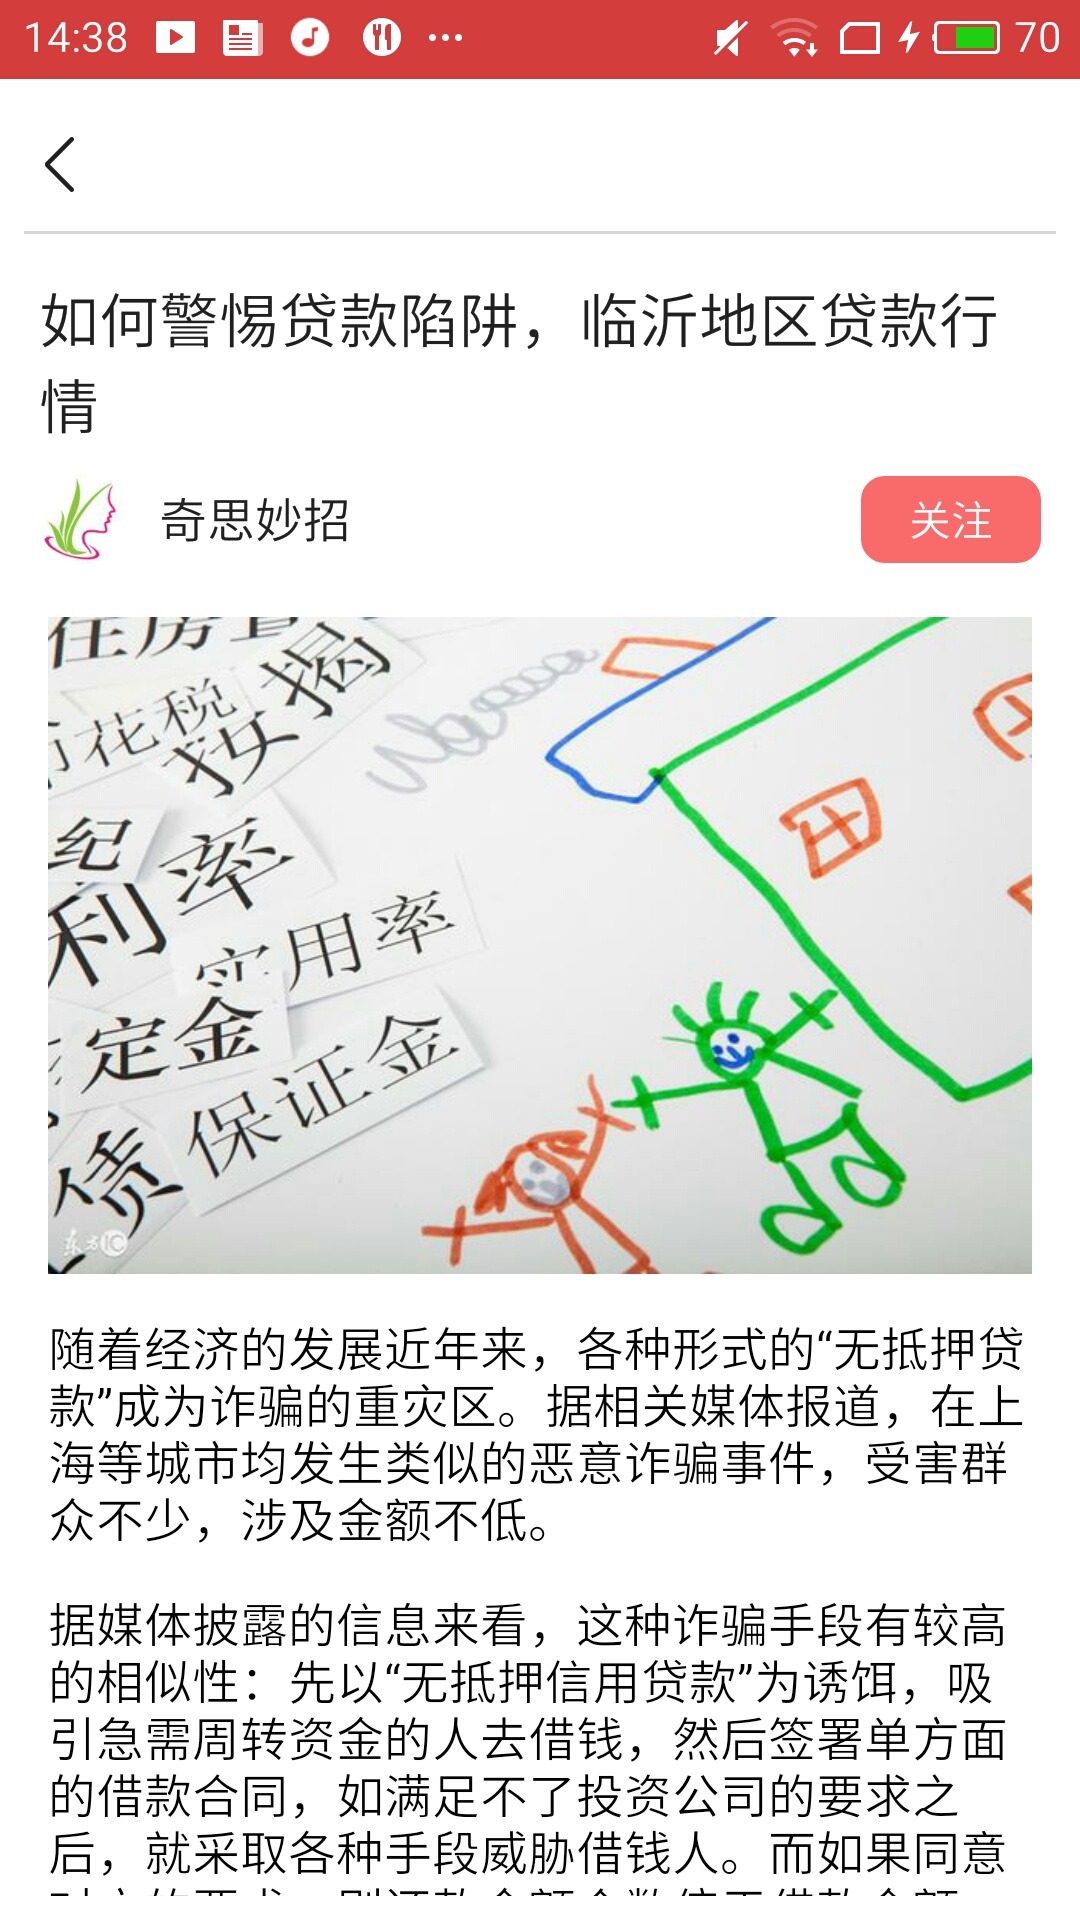 14:38
70
如何警惕贷款陷阱，临沂地区贷款行
情
奇思妙招
关注
花税
按揭
纪
利率
实用率
定金
保证金
债
东方IC
随着经济的发展近年来，各种形式的“无抵押贷
款”成为诈骗的重灾区。据相关媒体报道，在上
海等城市均发生类似的恶意诈骗事件，受害群
众不少，涉及金额不低。
据媒体披露的信息来看，这种诈骗手段有较高
的相似性：先以“无抵押信用贷款”为诱饵，吸
引急需周转资金的人去借钱，然后签署单方面
的借款合同，如满足不了投资公司的要求之
后，就采取各种手段威胁借钱人。而如果同意